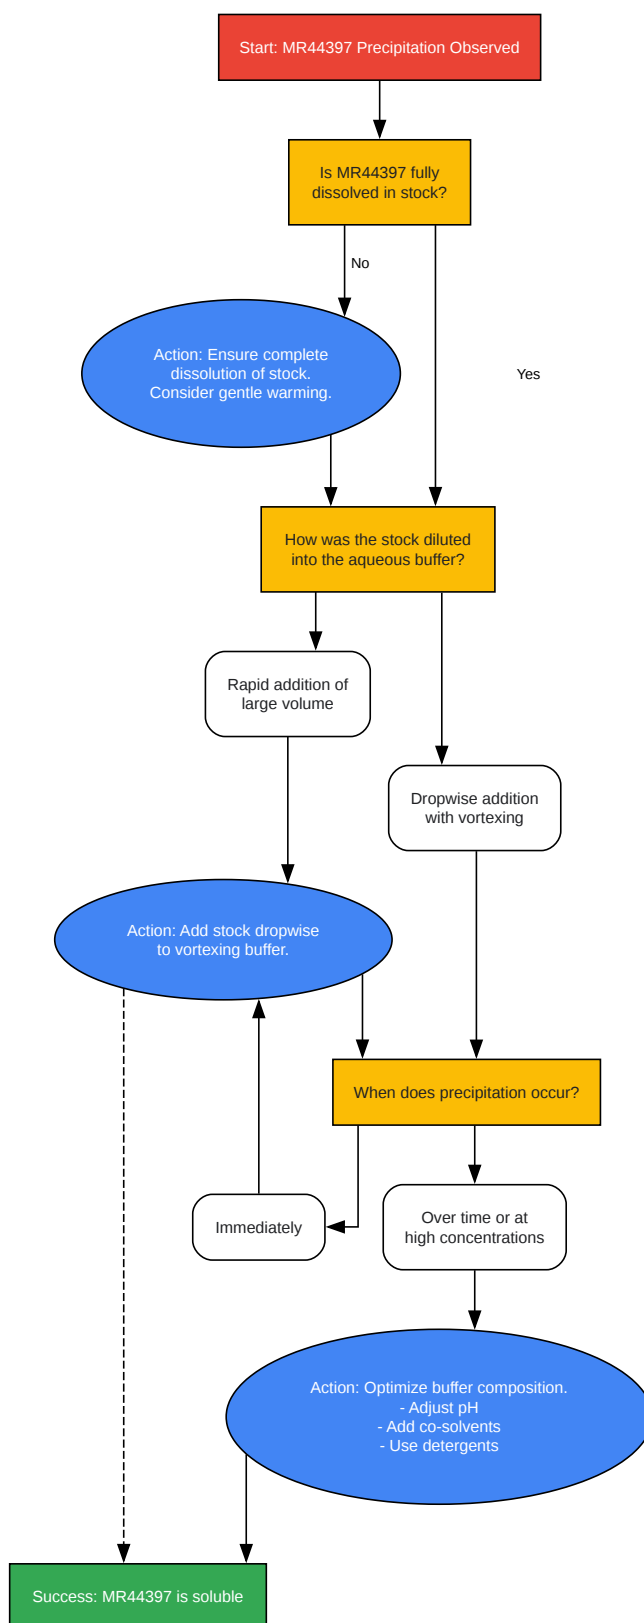 Start: MR44397 Precipitation Observed
Is MR44397 fully
dissolved in stock?
No
Action: Ensure complete
dissolution of stock.
Consider gentle warming.
Yes
How was the stock diluted
into the aqueous buffer?
Rapid addition of
large volume
Dropwise addition
with vortexing
Action: Add stock dropwise
to vortexing buffer.
When does precipitation occur?
Immediately
Over time or at
high concentrations
Action: Optimize buffer composition.
- Adjust pH
- Add co-solvents
- Use detergents
Success: MR44397 is soluble